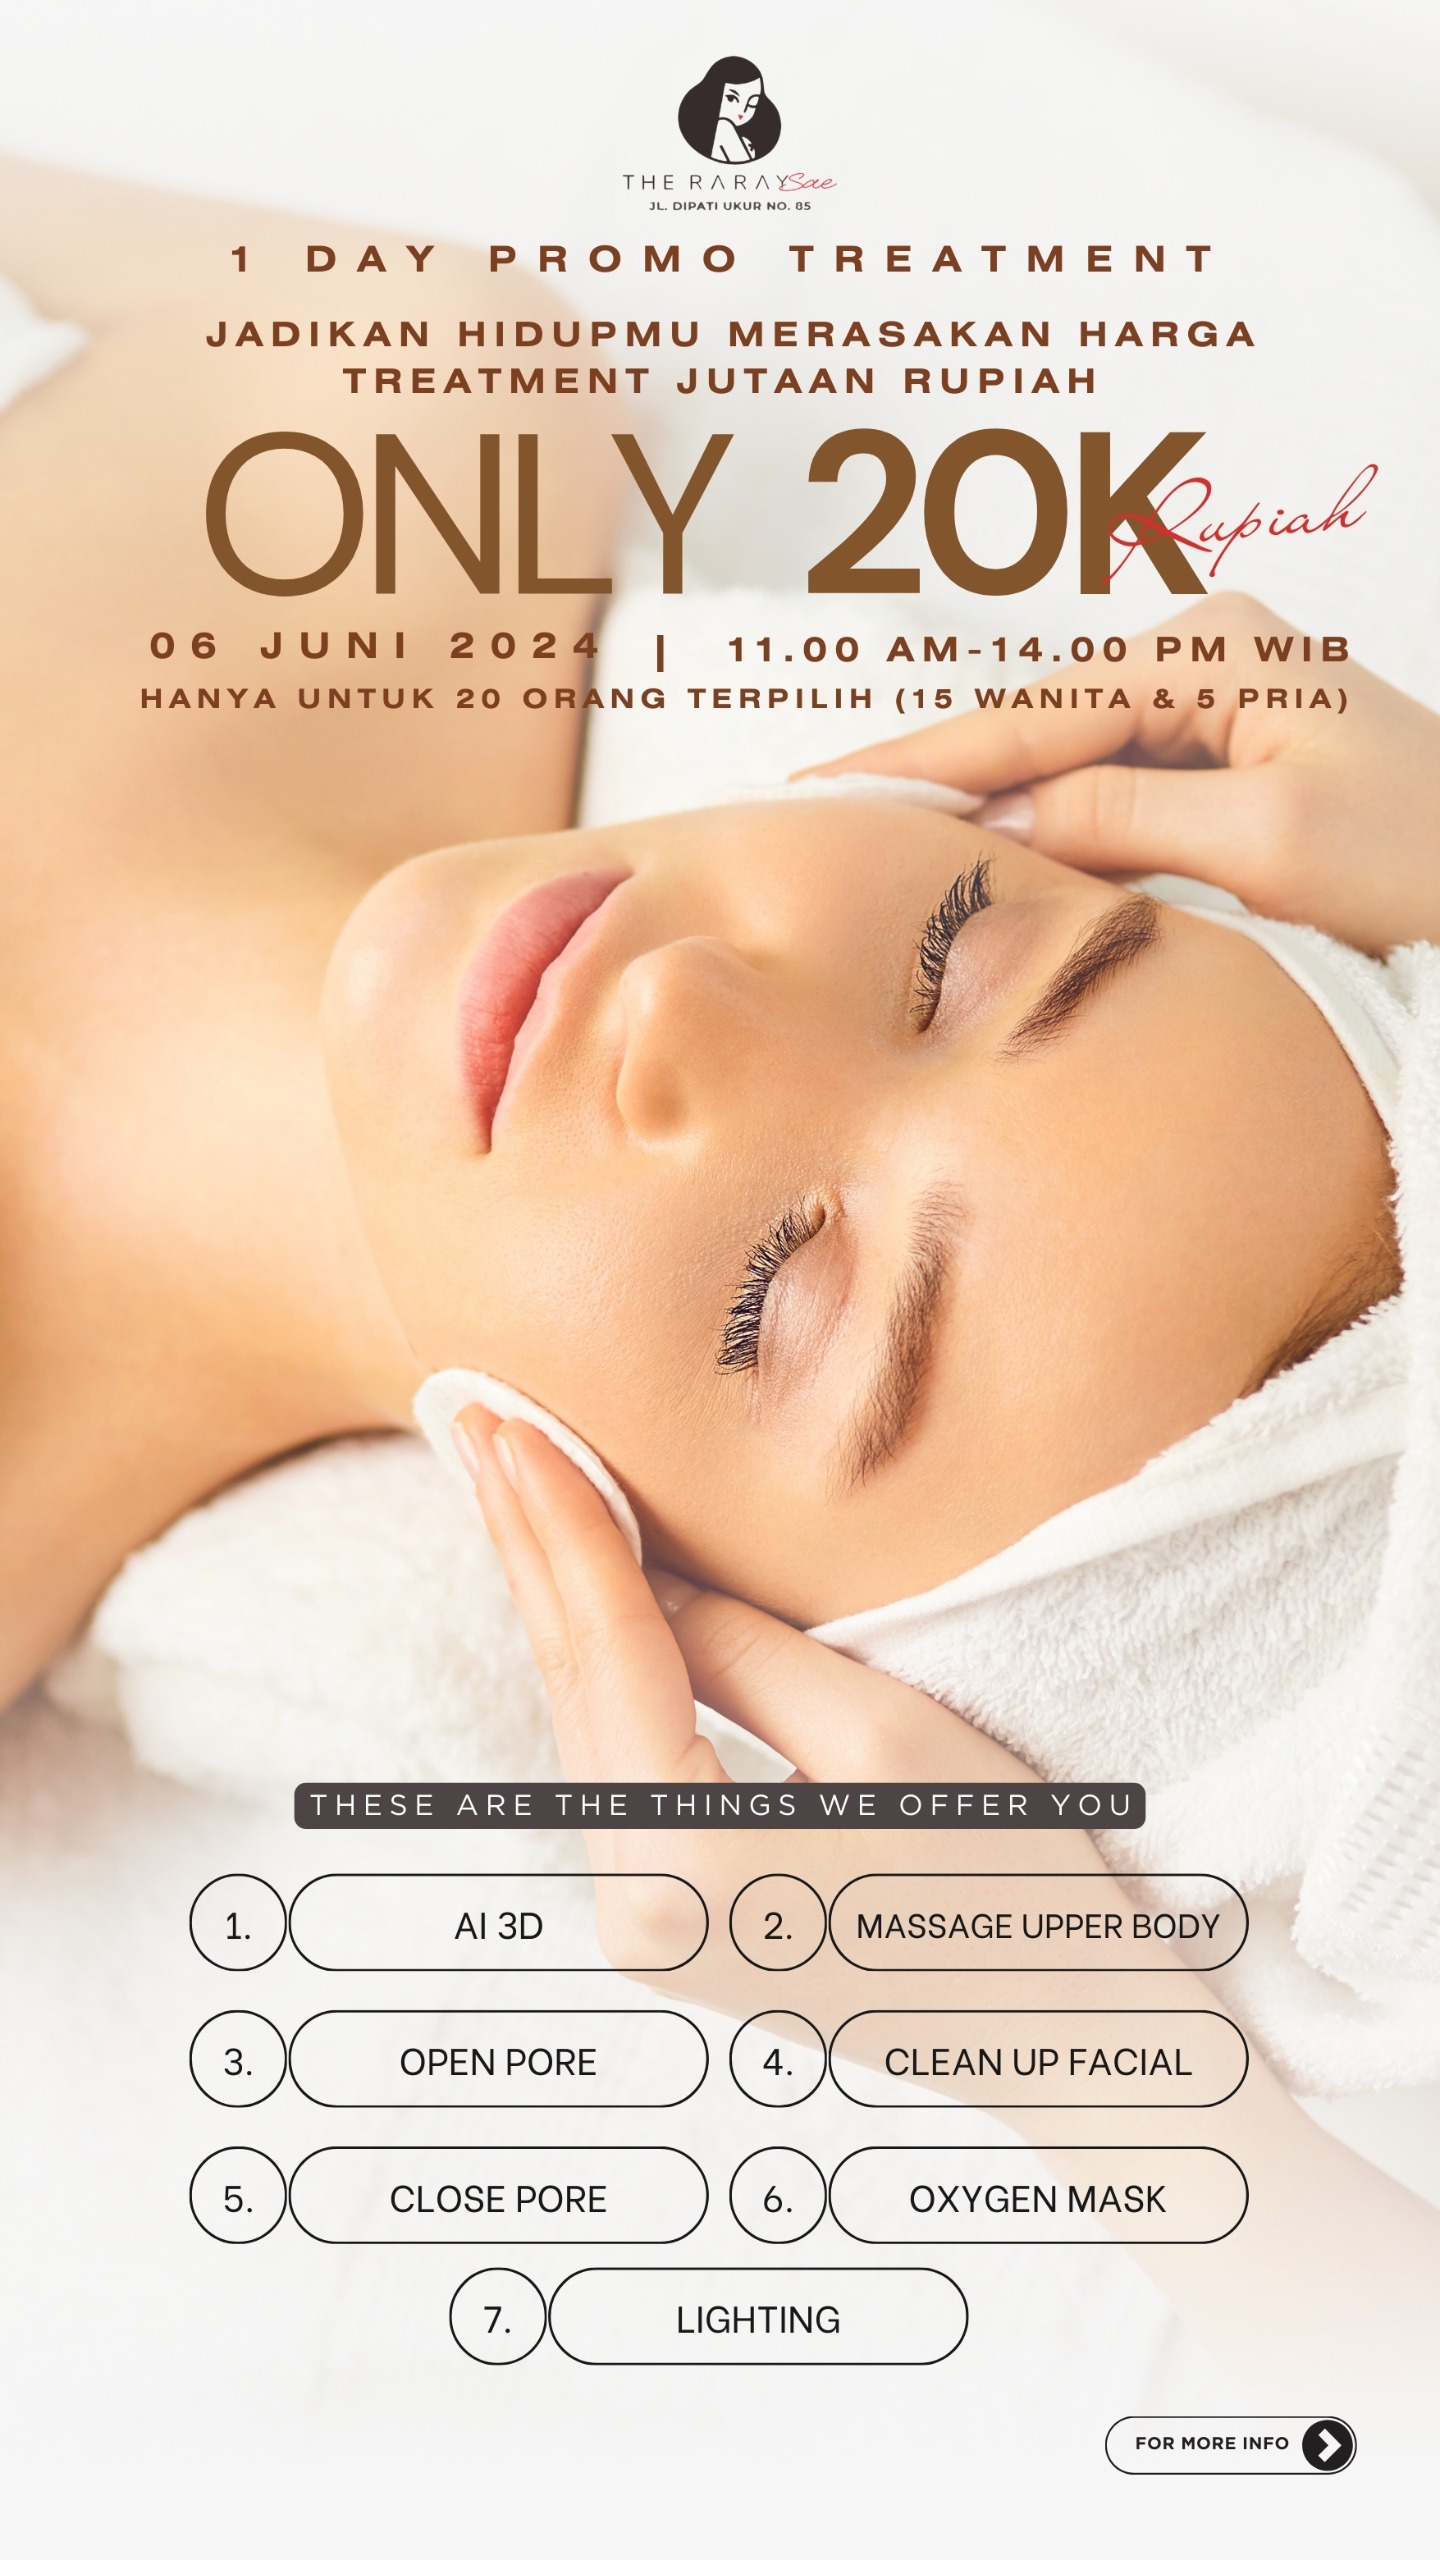 THE RARAY Sae
JL. DIPATI UKUR NO. 85
1 DAY PROMO TREATMENT
JADIKAN HIDUPMU MERASAKAN HARGA
TREATMENT JUTAAN RUPIAH
ONLY 20K Rupiah
06 JUNI 2024 | 11.00 AM-14.00 PM WIB
HANYA UNTUK 20 ORANG TERPILIH (15 WANITA & 5 PRIA)
THESE ARE THE THINGS WE OFFER YOU
1. AI 3D
2. MASSAGE UPPER BODY
3. OPEN PORE
4. CLEAN UP FACIAL
5. CLOSE PORE
6. OXYGEN MASK
7. LIGHTING
FOR MORE INFO